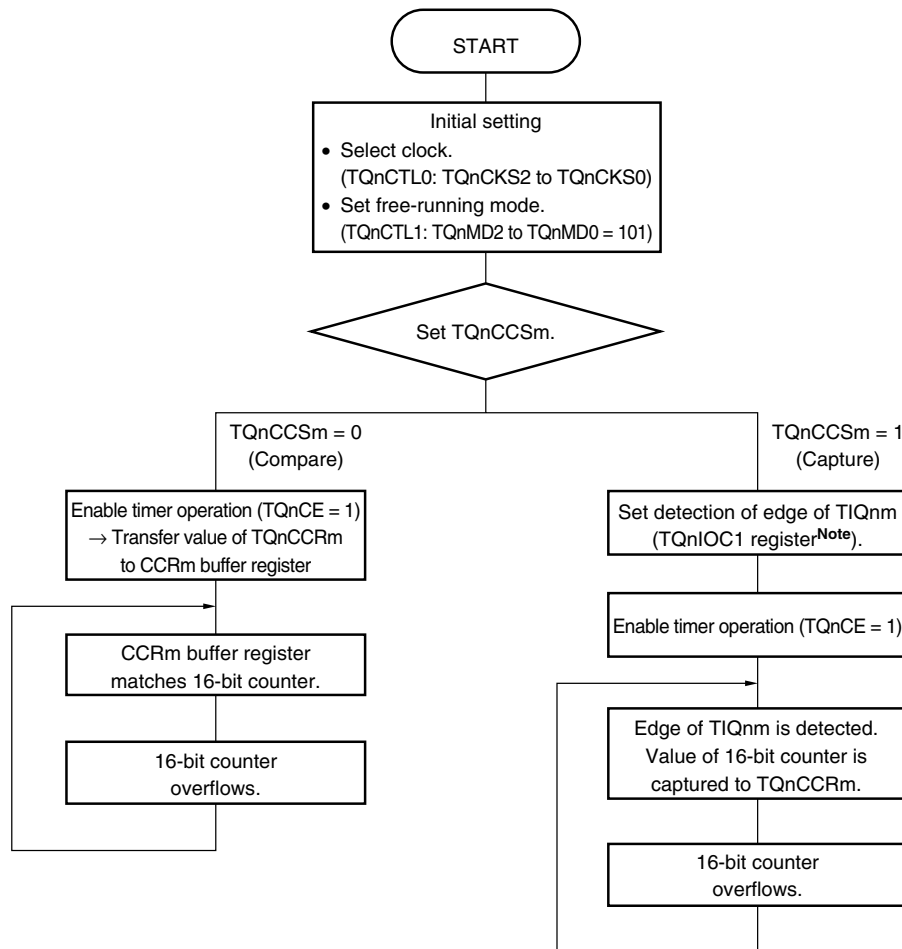 START
Initial setting
• Select clock.
(TQnCTL0: TQnCKS2 to TQnCKS0)
• Set free-running mode.
(TQnCTL1: TQnMD2 to TQnMD0 = 101)
Set TQnCCSm.
TQnCCSm = 0
(Compare)
Enable timer operation (TQnCE = 1)
→ Transfer value of TQnCCRm
to CCRm buffer register
CCRm buffer register
matches 16-bit counter.
16-bit counter
overflows.
TQnCCSm = 1
(Capture)
Set detection of edge of TIQnm
(TQnIOC1 registerNote).
Enable timer operation (TQnCE = 1)
Edge of TIQnm is detected.
Value of 16-bit counter is
captured to TQnCCRm.
16-bit counter
overflows.